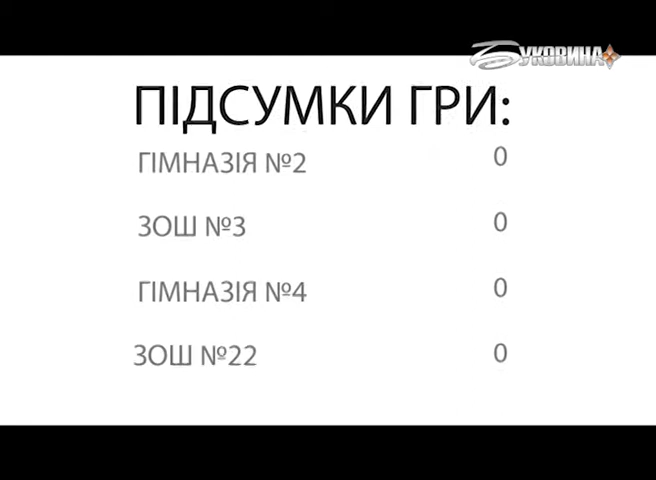 БУКОВИНА
ПІДСУМКИ ГРИ:
ГІМНАЗІЯ №2 0
ЗОШ №3 0
ГІМНАЗІЯ №4 0
ЗОШ №22 0